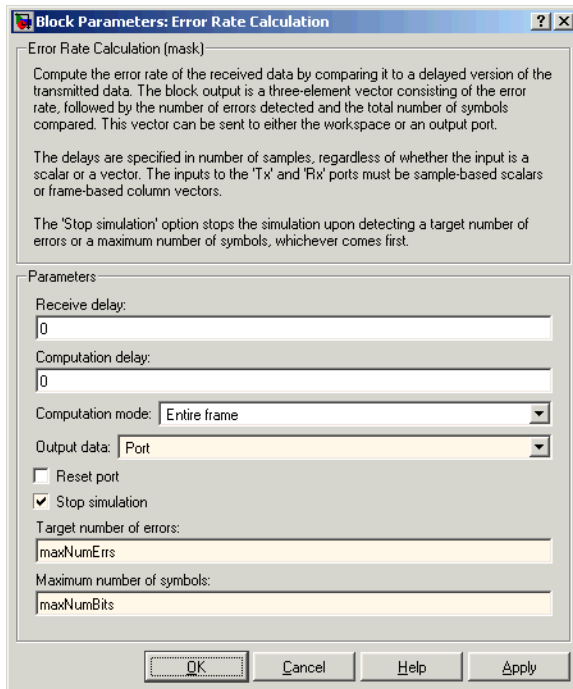 Block Parameters: Error Rate Calculation
Error Rate Calculation (mask)
Compute the error rate of the received data by comparing it to a delayed version of the
transmitted data. The block output is a three-element vector consisting of the error
rate, followed by the number of errors detected and the total number of symbols
compared. This vector can be sent to either the workspace or an output port.
The delays are specified in number of samples, regardless of whether the input is a
scalar or a vector. The inputs to the 'Tx' and 'Rx' ports must be sample-based scalars
or frame-based column vectors.
The 'Stop simulation' option stops the simulation upon detecting a target number of
errors or a maximum number of symbols, whichever comes first.
Parameters
Receive delay:
0
Computation delay:
0
Computation mode: Entire frame
Output data: Port
Reset port
Stop simulation
Target number of errors:
maxNumErrs
Maximum number of symbols:
maxNumBits
OK Cancel Help Apply